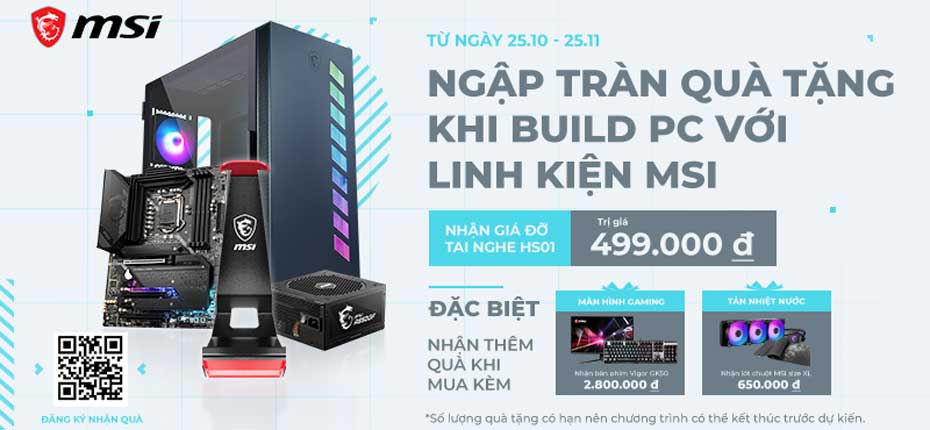 msi
TỪ NGÀY 25.10 - 25.11
NGẬP TRÀN QUÀ TẶNG
KHI BUILD PC VỚI
LINH KIỆN MSI
NHẬN GIÁ ĐỠ
TAI NGHE HS01
Trị giá
499.000 đ
msi
ĐẶC BIỆT
NHẬN THÊM
QUÀ KHI
MUA KÈM
MÀN HÌNH GAMING
Nhận bàn phím Vigor GK50
2.800.000 đ
TẢN NHIỆT NƯỚC
Nhận lót chuột MSI size XL
650.000 đ
ĐĂNG KÝ NHẬN QUÀ
*Số lượng quà tặng có hạn nên chương trình có thể kết thúc trước dự kiến.